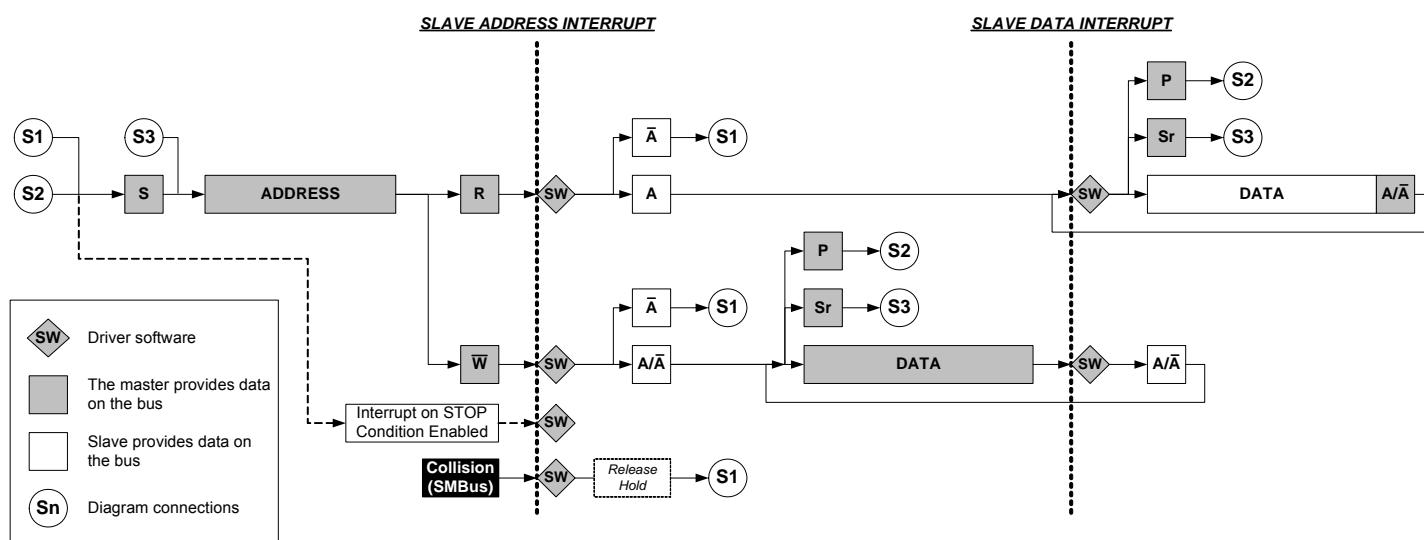 SLAVE ADDRESS INTERRUPT
SLAVE DATA INTERRUPT
P
S2
S1
S3
A̅
S1
Sr
S3
S2
S
ADDRESS
R
SW
A
SW
DATA
A/A̅
P
S2
A̅
S1
Sr
S3
W̅
SW
A/A̅
DATA
SW
A/A̅
Interrupt on STOP
Condition Enabled
SW
Collision
(SMBus)
SW
Release
Hold
S1
SW
Driver software
The master provides data
on the bus
Slave provides data on
the bus
Sn
Diagram connections